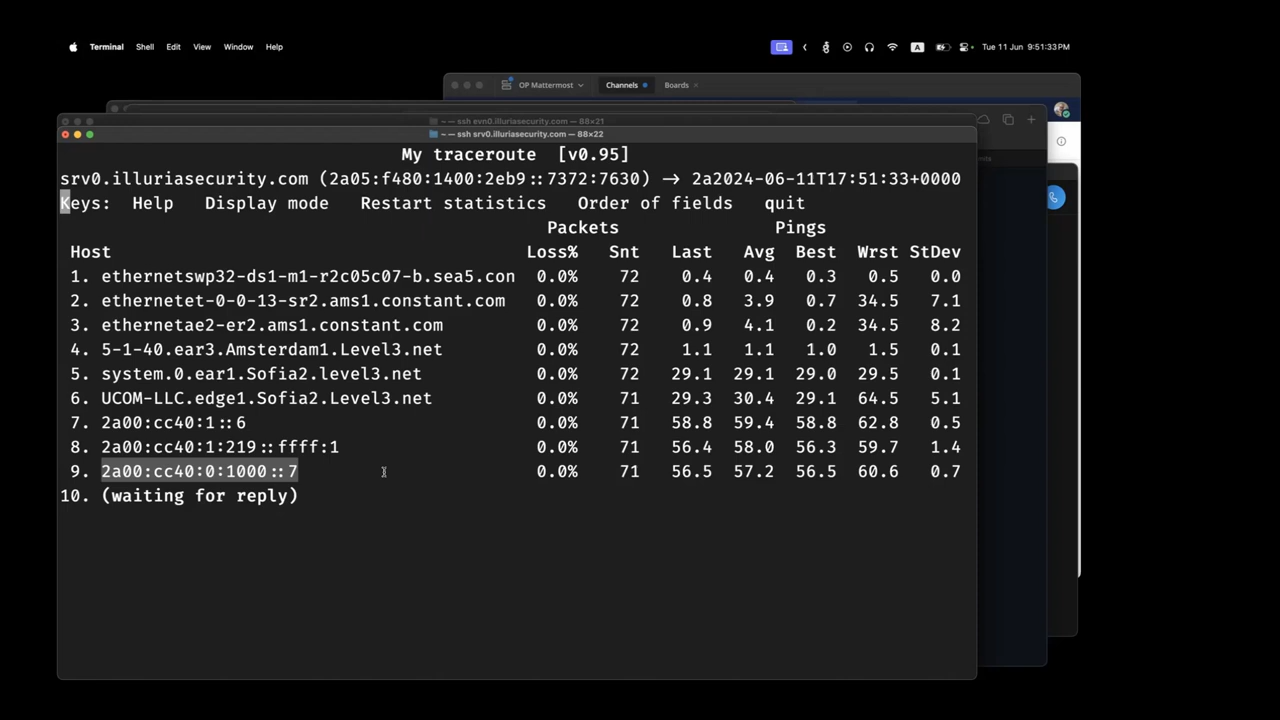 Terminal Shell Edit View Window Help A Tue 11 Jun 9:51:33 PM
OP Mattermost Channels Boards
~ — ssh evn0.illuriasecurity.com — 88×21
~ — ssh srv0.illuriasecurity.com — 88×22
My traceroute [v0.95]
srv0.illuriasecurity.com (2a05:f480:1400:2eb9::7372:7630) -> 2a2024-06-11T17:51:33+0000
Keys: Help Display mode Restart statistics Order of fields quit
Packets Pings
Host Loss% Snt Last Avg Best Wrst StDev
1. ethernetswp32-ds1-m1-r2c05c07-b.sea5.con 0.0% 72 0.4 0.4 0.3 0.5 0.0
2. ethernetet-0-0-13-sr2.ams1.constant.com 0.0% 72 0.8 3.9 0.7 34.5 7.1
3. ethernetae2-er2.ams1.constant.com 0.0% 72 0.9 4.1 0.2 34.5 8.2
4. 5-1-40.ear3.Amsterdam1.Level3.net 0.0% 72 1.1 1.1 1.0 1.5 0.1
5. system.0.ear1.Sofia2.level3.net 0.0% 72 29.1 29.1 29.0 29.5 0.1
6. UCOM-LLC.edge1.Sofia2.Level3.net 0.0% 71 29.3 30.4 29.1 64.5 5.1
7. 2a00:cc40:1::6 0.0% 71 58.8 59.4 58.8 62.8 0.5
8. 2a00:cc40:1:219::ffff:1 0.0% 71 56.4 58.0 56.3 59.7 1.4
9. 2a00:cc40:0:1000::7 0.0% 71 56.5 57.2 56.5 60.6 0.7
10. (waiting for reply)